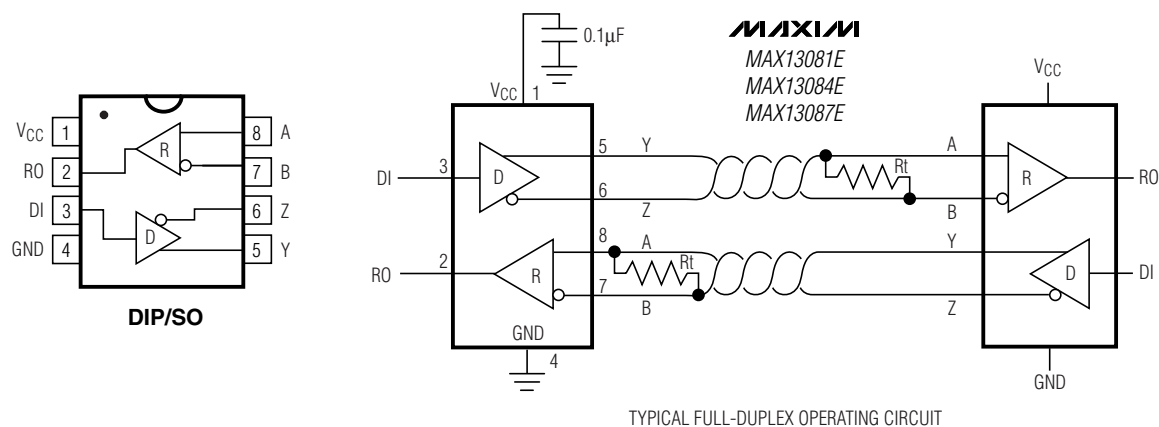 VCC 1
RO 2
DI 3
GND 4
8 A
7 B
6 Z
5 Y
R
D
DIP/SO
0.1µF
MAXIM
MAX13081E
MAX13084E
MAX13087E
VCC 1
VCC
DI 3
D
5 Y
6 Z
Rt
A
B
R
RO
RO 2
R
8 A
7 B
Rt
Y
Z
D
DI
GND
4
GND
TYPICAL FULL-DUPLEX OPERATING CIRCUIT